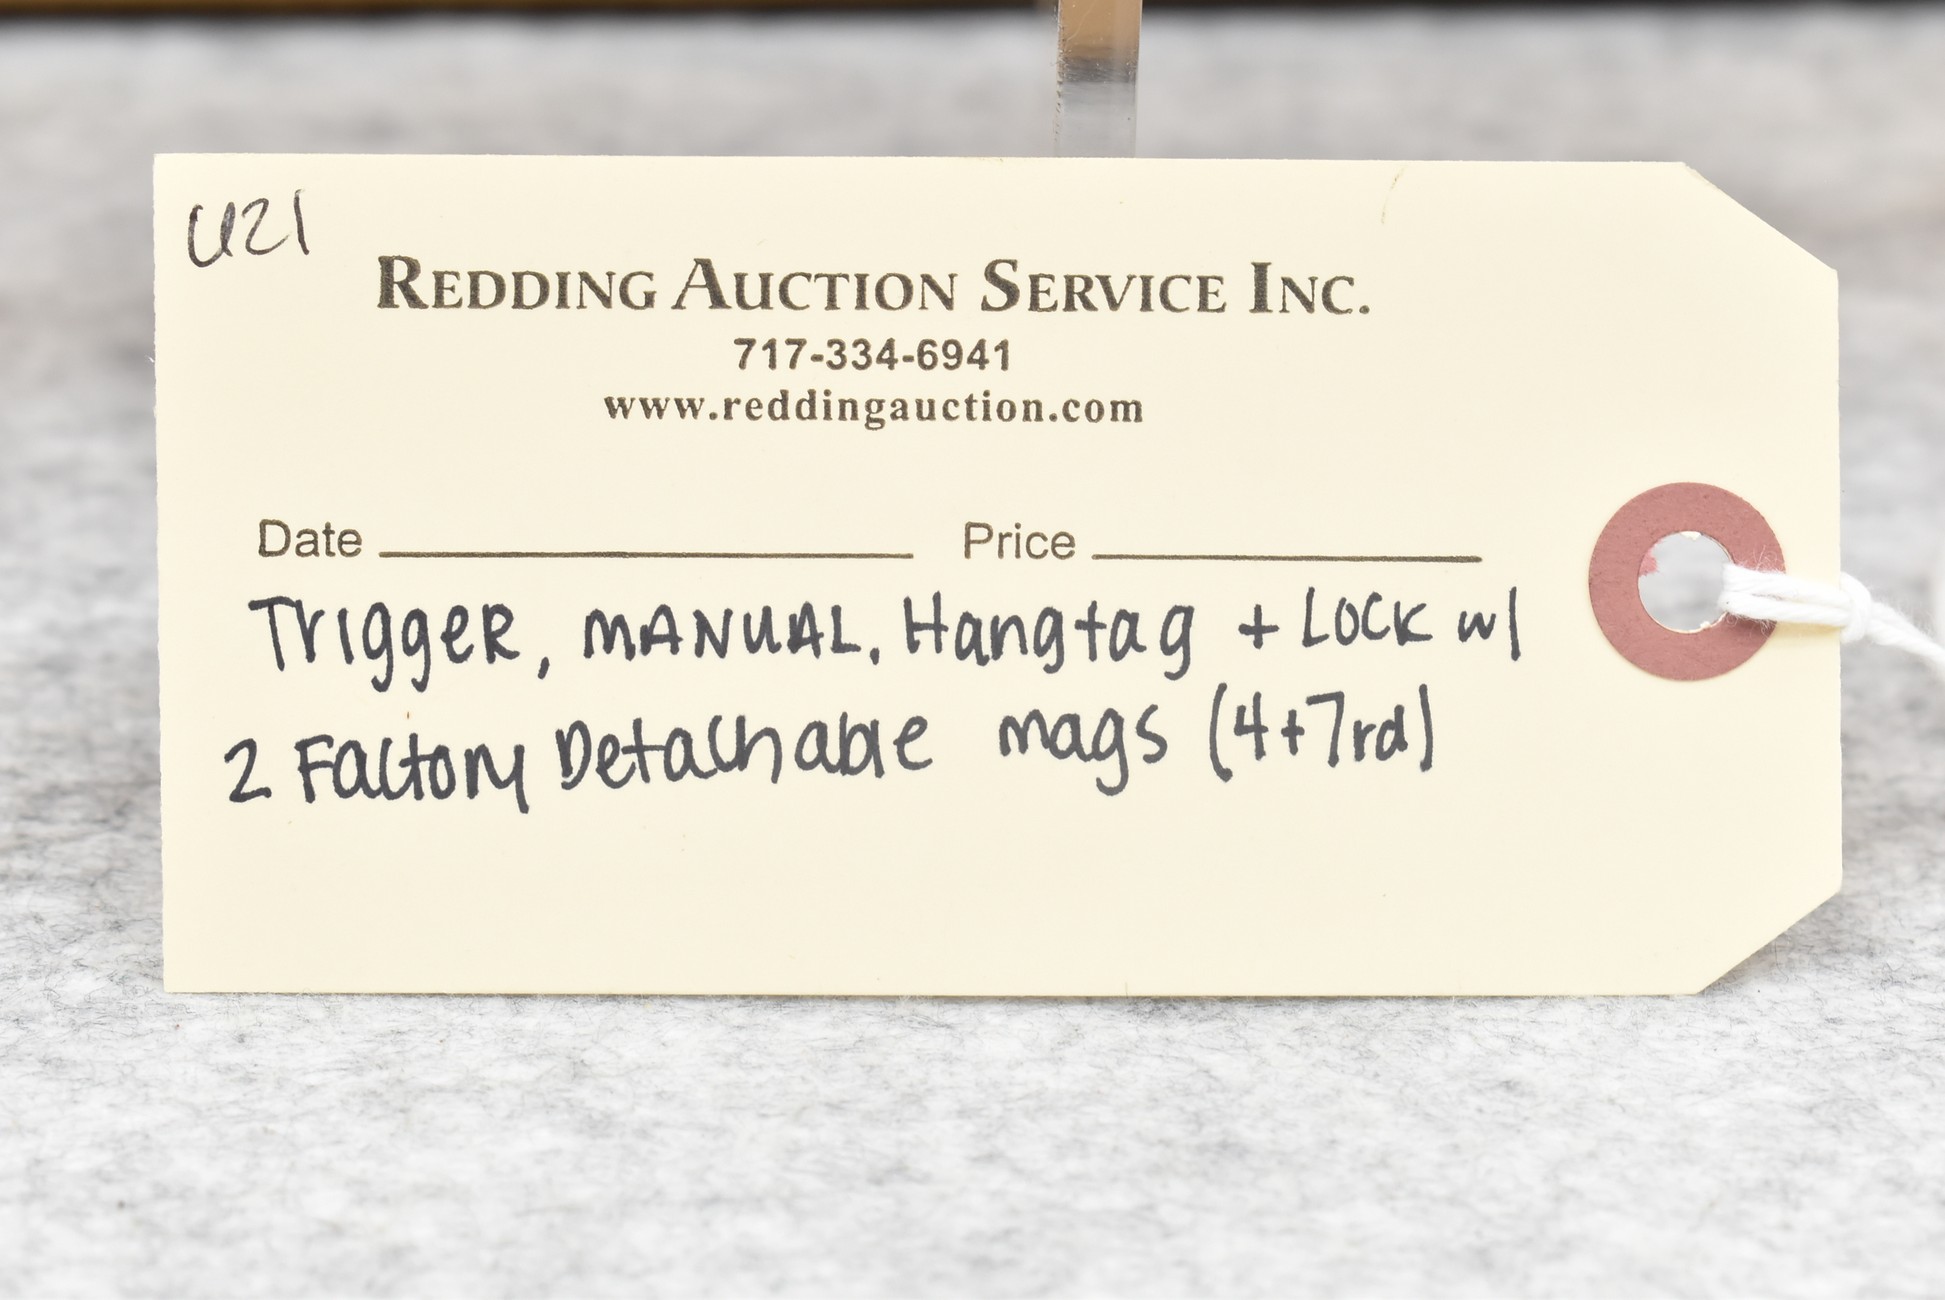 U21
REDDING AUCTION SERVICE INC.
717-334-6941
www.reddingauction.com
Date Price
Trigger, MANUAL, Hangtag + LOCK w/
2 Factory Detachable mags (4+7rd)